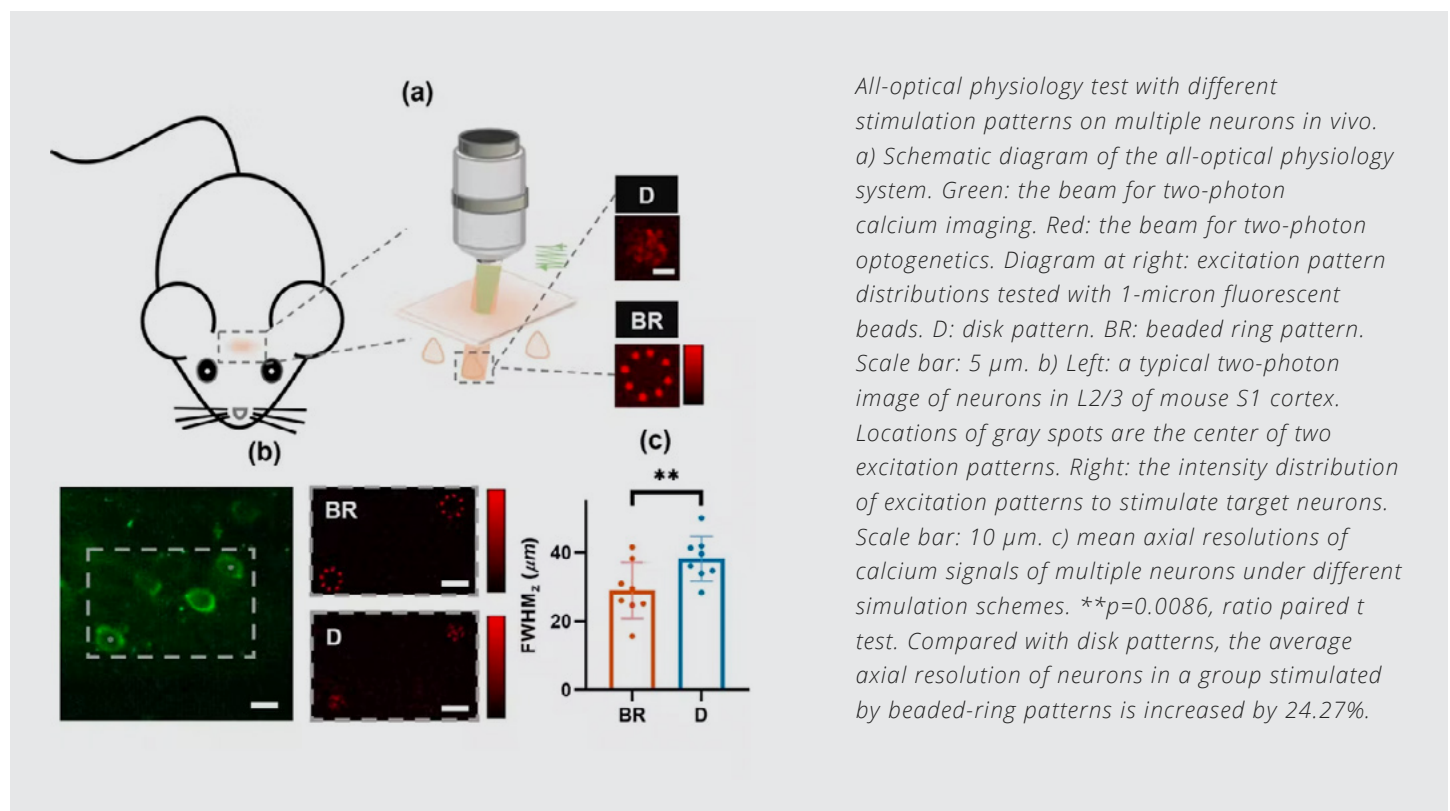 (a)
D
BR
(b)
(c)
BR
D
**
FWHMz (μm)
40
20
0
BR
D
All-optical physiology test with different
stimulation patterns on multiple neurons in vivo.
a) Schematic diagram of the all-optical physiology
system. Green: the beam for two-photon
calcium imaging. Red: the beam for two-photon
optogenetics. Diagram at right: excitation pattern
distributions tested with 1-micron fluorescent
beads. D: disk pattern. BR: beaded ring pattern.
Scale bar: 5 μm. b) Left: a typical two-photon
image of neurons in L2/3 of mouse S1 cortex.
Locations of gray spots are the center of two
excitation patterns. Right: the intensity distribution
of excitation patterns to stimulate target neurons.
Scale bar: 10 μm. c) mean axial resolutions of
calcium signals of multiple neurons under different
simulation schemes. **p=0.0086, ratio paired t
test. Compared with disk patterns, the average
axial resolution of neurons in a group stimulated
by beaded-ring patterns is increased by 24.27%.